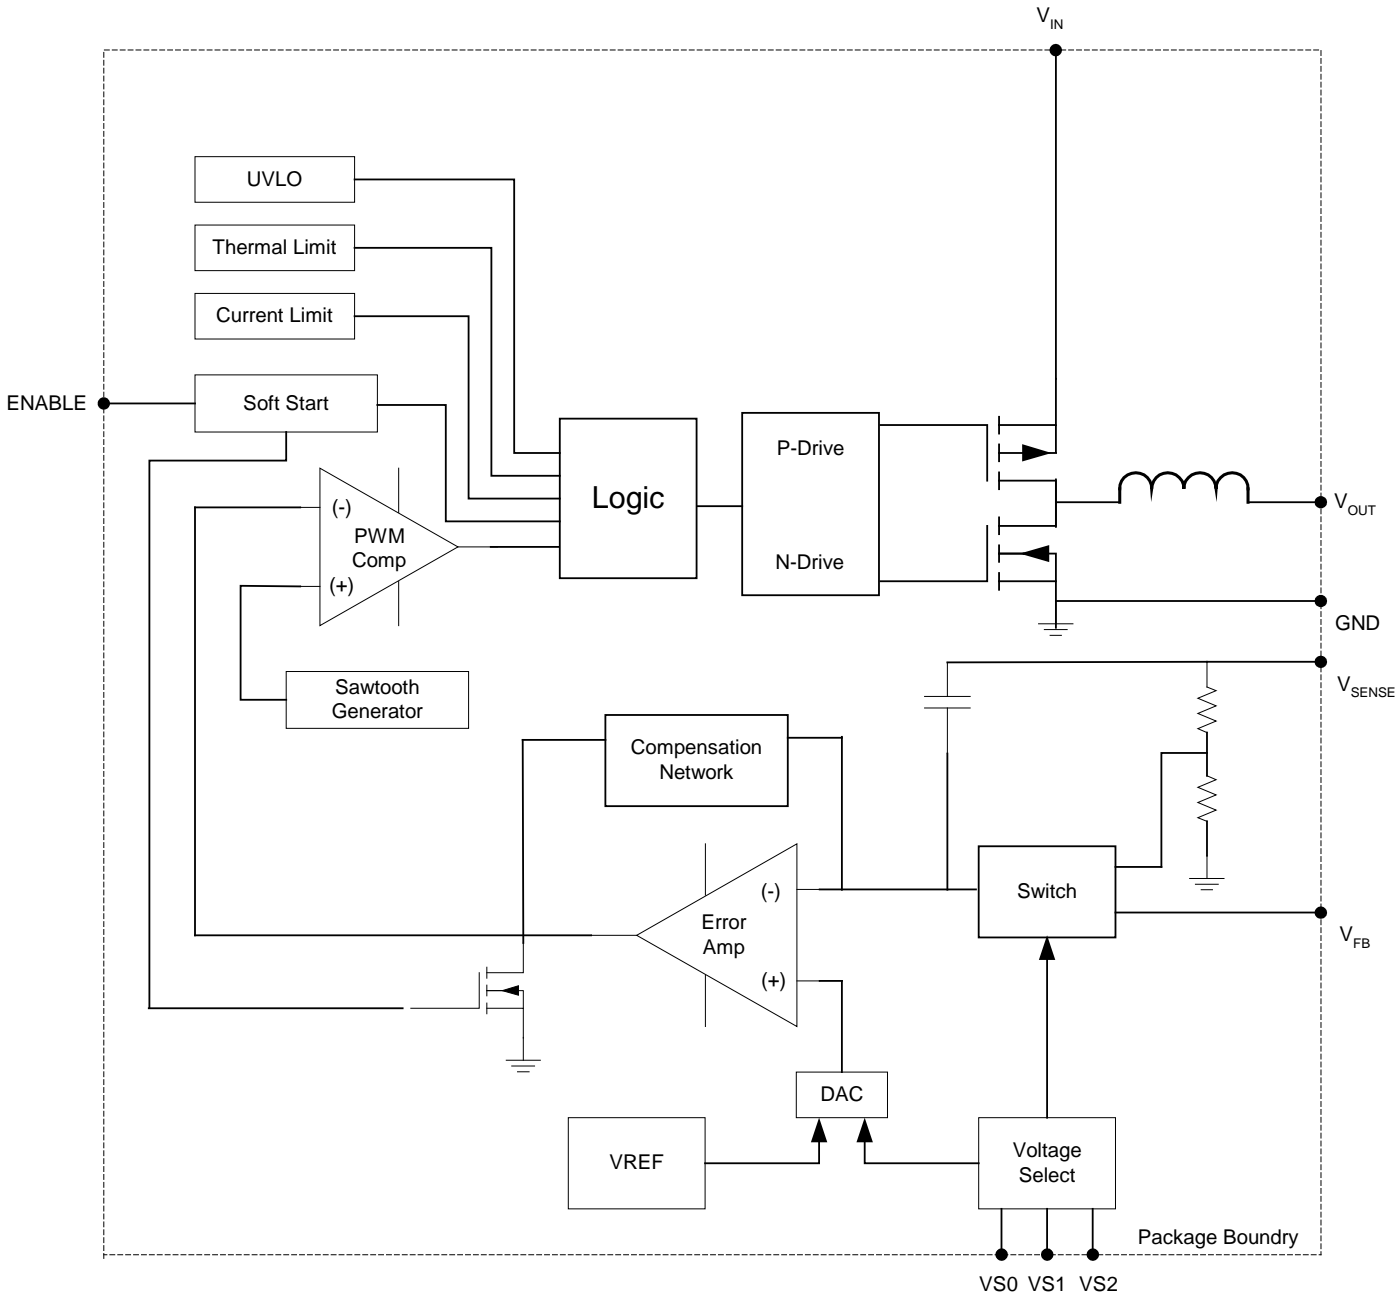 VIN
UVLO
Thermal Limit
Current Limit
ENABLE
Soft Start
P-Drive
Logic
VOUT
(-)
PWM
Comp
(+)
N-Drive
GND
Sawtooth
Generator
VSENSE
Compensation
Network
(-)
Switch
Error
Amp
VFB
(+)
DAC
VREF
Voltage
Select
Package Boundry
VS0 VS1 VS2